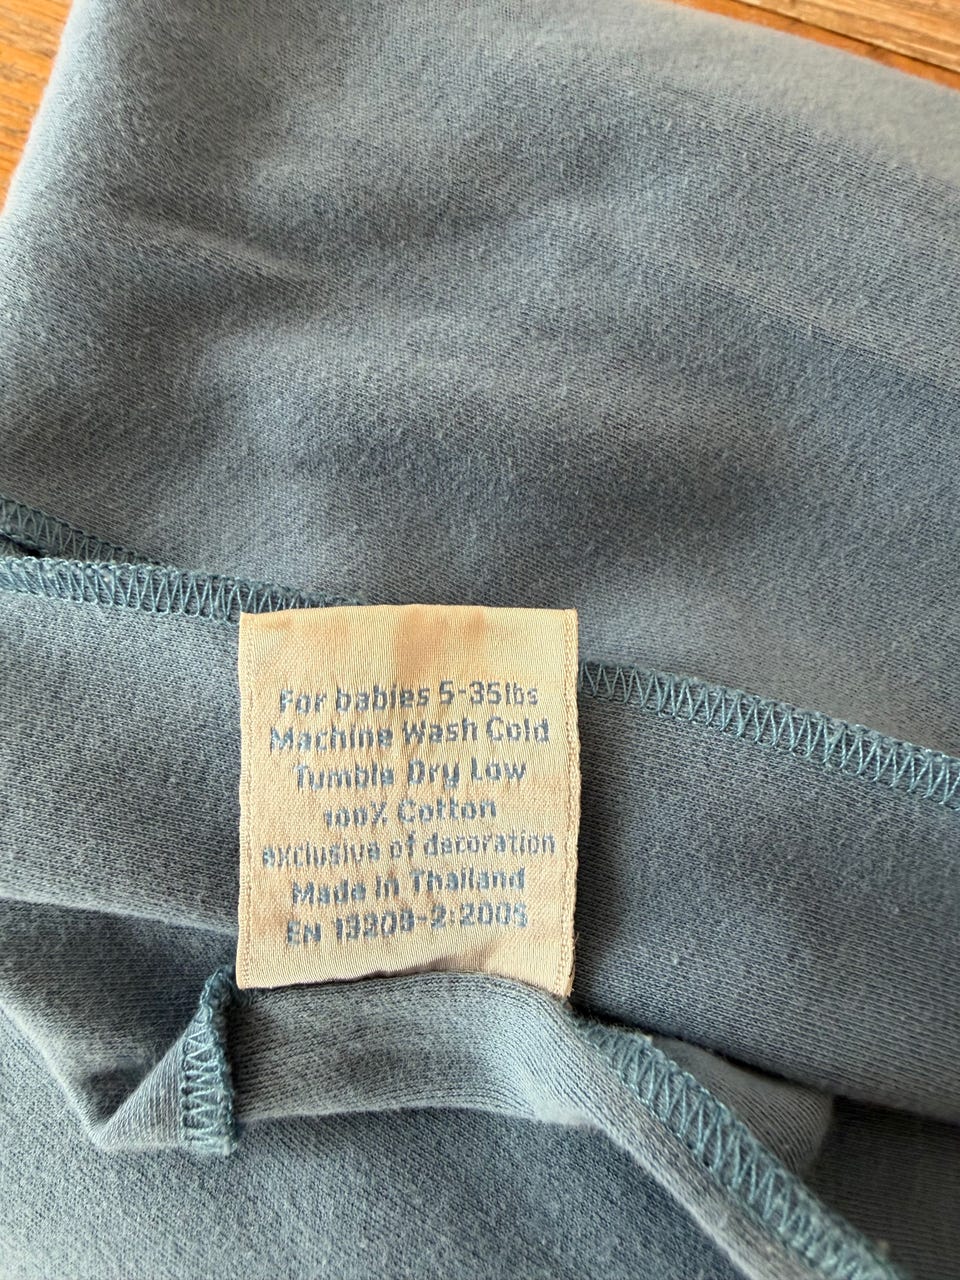 For babies 5-35lbs
Machine Wash Cold
Tumble Dry Low
100% Cotton
exclusive of decoration
Made in Thailand
EN 13209-2:2005